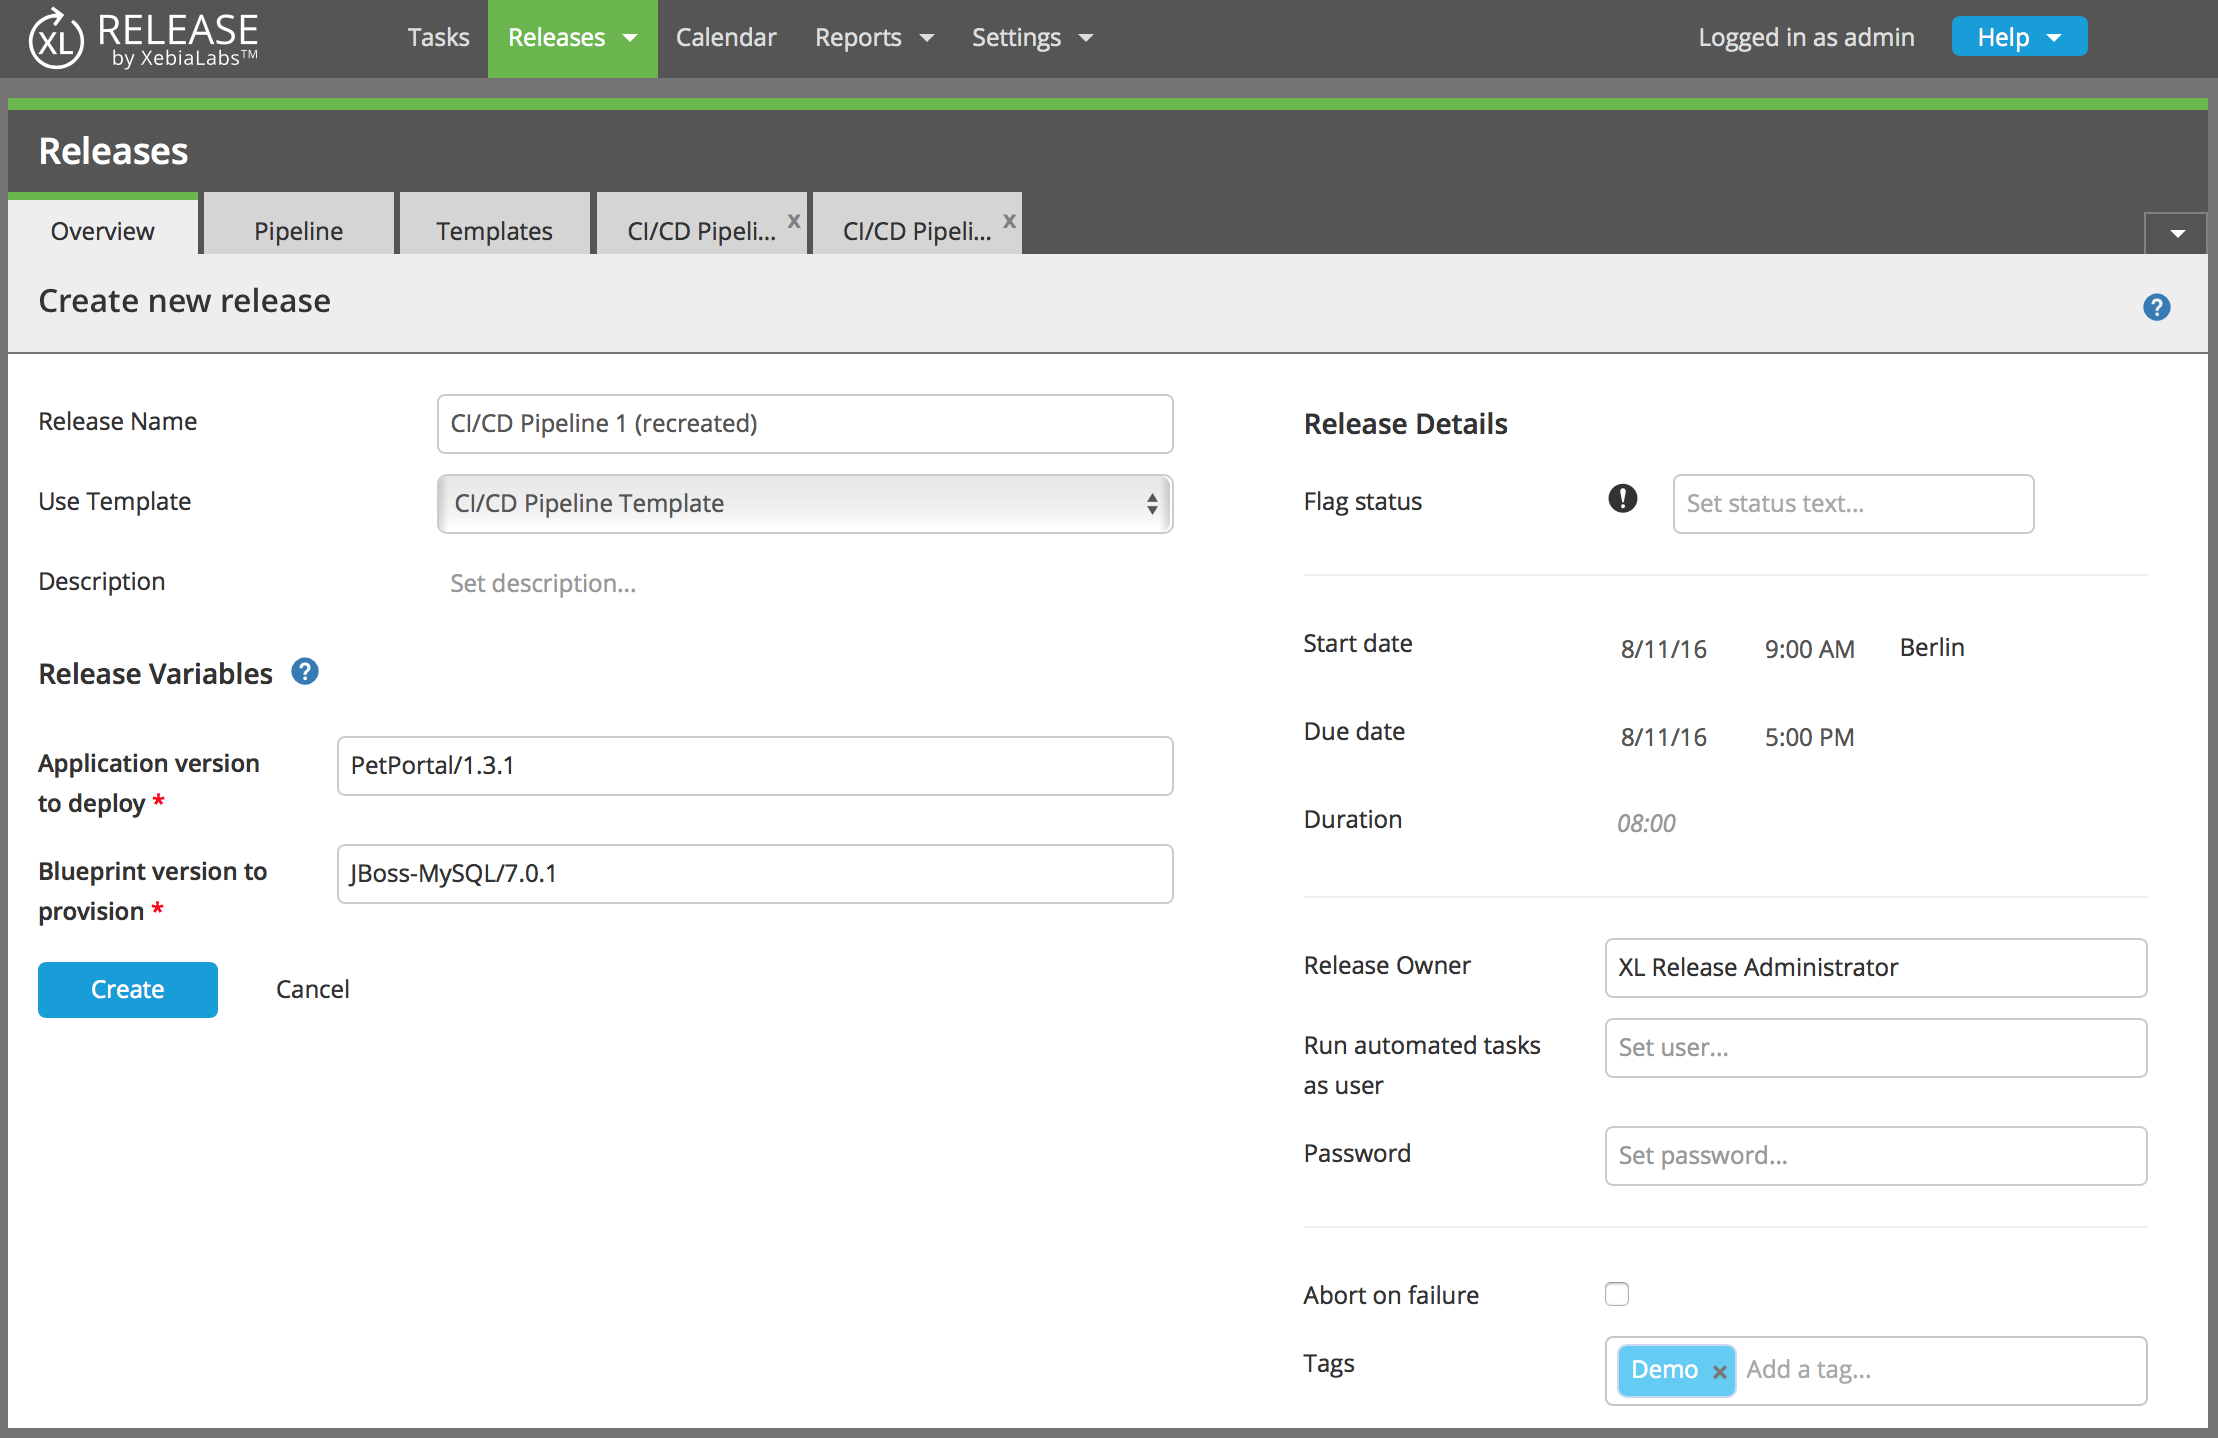 XL RELEASE by XebiaLabs™
Tasks
Releases
Calendar
Reports
Settings
Logged in as admin
Help
Releases
Overview
Pipeline
Templates
CI/CD Pipeli... x
CI/CD Pipeli... x
Create new release
?
Release Name
CI/CD Pipeline 1 (recreated)
Use Template
CI/CD Pipeline Template
Description
Set description...
Release Variables ?
Application version
to deploy *
PetPortal/1.3.1
Blueprint version to
provision *
JBoss-MySQL/7.0.1
Create
Cancel
Release Details
Flag status
!
Set status text...
Start date
8/11/16
9:00 AM
Berlin
Due date
8/11/16
5:00 PM
Duration
08:00
Release Owner
XL Release Administrator
Run automated tasks
as user
Set user...
Password
Set password...
Abort on failure
Tags
Demo x
Add a tag...